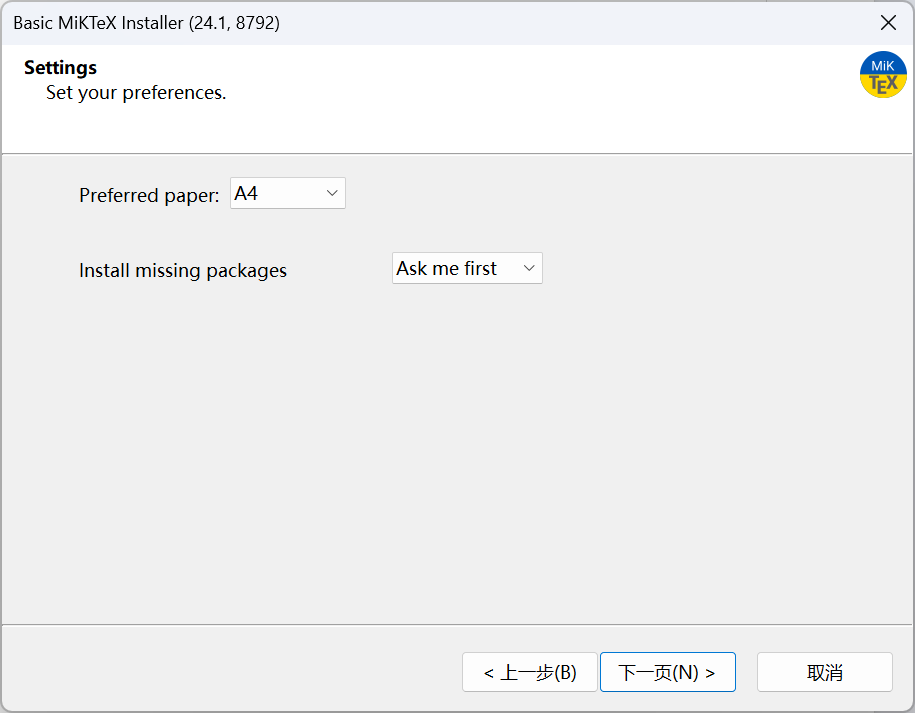 Basic MiKTeX Installer (24.1, 8792)
Settings
Set your preferences.
MiK
TEX
Preferred paper: A4
Install missing packages Ask me first
< 上一步(B) 下一页(N) > 取消